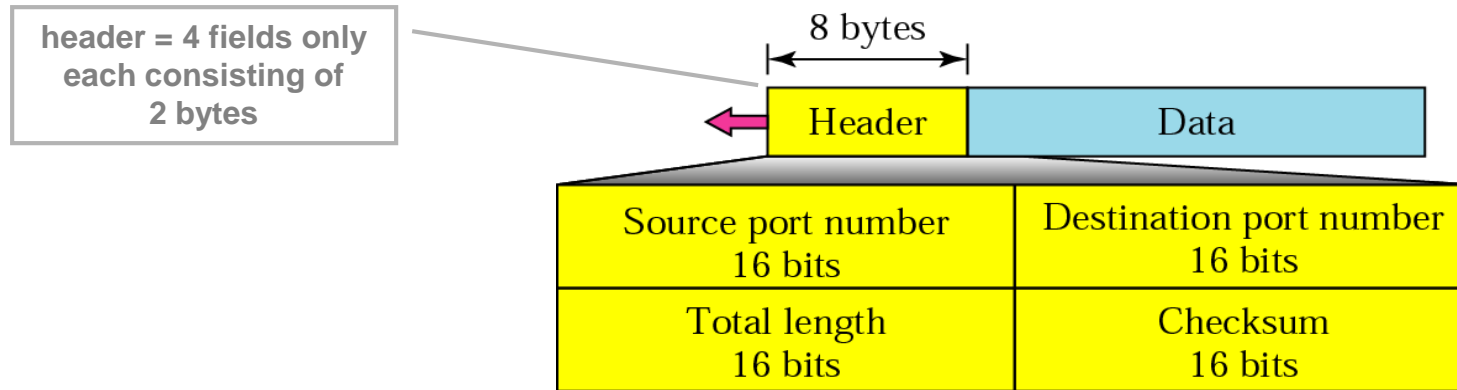 header = 4 fields only
each consisting of
2 bytes
8 bytes
Header
Data
Source port number
16 bits
Destination port number
16 bits
Total length
16 bits
Checksum
16 bits